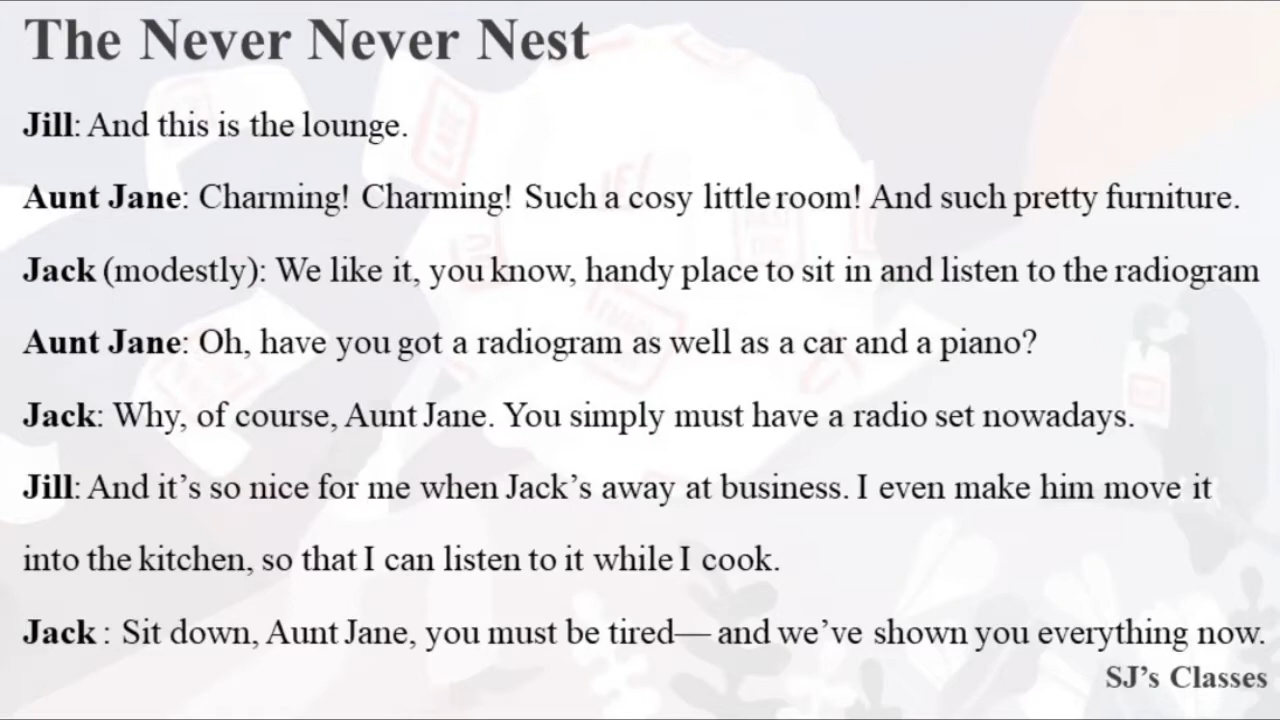 The Never Never Nest
Jill: And this is the lounge.
Aunt Jane: Charming! Charming! Such a cosy little room! And such pretty furniture.
Jack (modestly): We like it, you know, handy place to sit in and listen to the radiogram
Aunt Jane: Oh, have you got a radiogram as well as a car and a piano?
Jack: Why, of course, Aunt Jane. You simply must have a radio set nowadays.
Jill: And it’s so nice for me when Jack’s away at business. I even make him move it
into the kitchen, so that I can listen to it while I cook.
Jack : Sit down, Aunt Jane, you must be tired— and we’ve shown you everything now.
SJ’s Classes